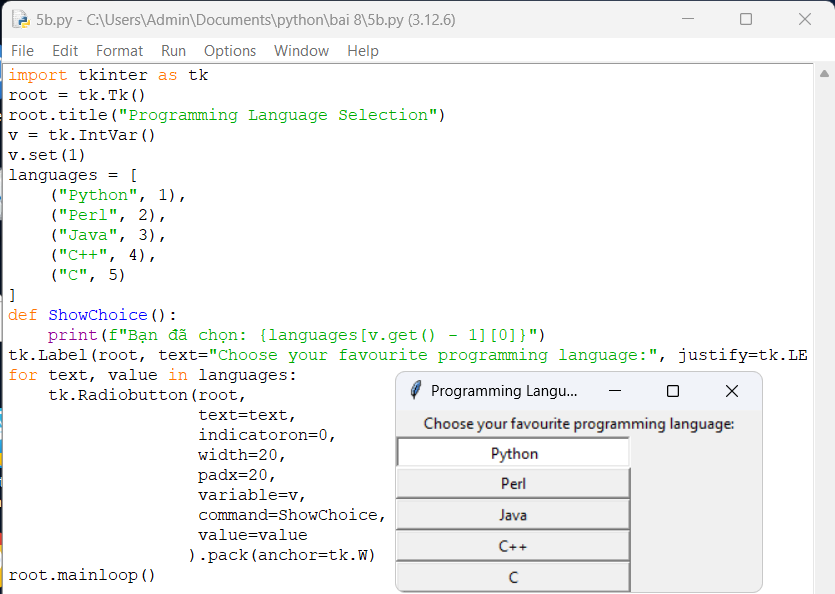 5b.py - C:\Users\Admin\Documents\python\bai 8\5b.py (3.12.6)
File Edit Format Run Options Window Help
import tkinter as tk
root = tk.Tk()
root.title("Programming Language Selection")
v = tk.IntVar()
v.set(1)
languages = [
    ("Python", 1),
    ("Perl", 2),
    ("Java", 3),
    ("C++", 4),
    ("C", 5)
]
def ShowChoice():
    print(f"Bạn đã chọn: {languages[v.get() - 1][0]}")
tk.Label(root, text="Choose your favourite programming language:", justify=tk.LE
for text, value in languages:
    tk.Radiobutton(root,
                   text=text,
                   indicatoron=0,
                   width=20,
                   padx=20,
                   variable=v,
                   command=ShowChoice,
                   value=value
                  ).pack(anchor=tk.W)
root.mainloop()
Programming Langu...
Choose your favourite programming language:
Python
Perl
Java
C++
C